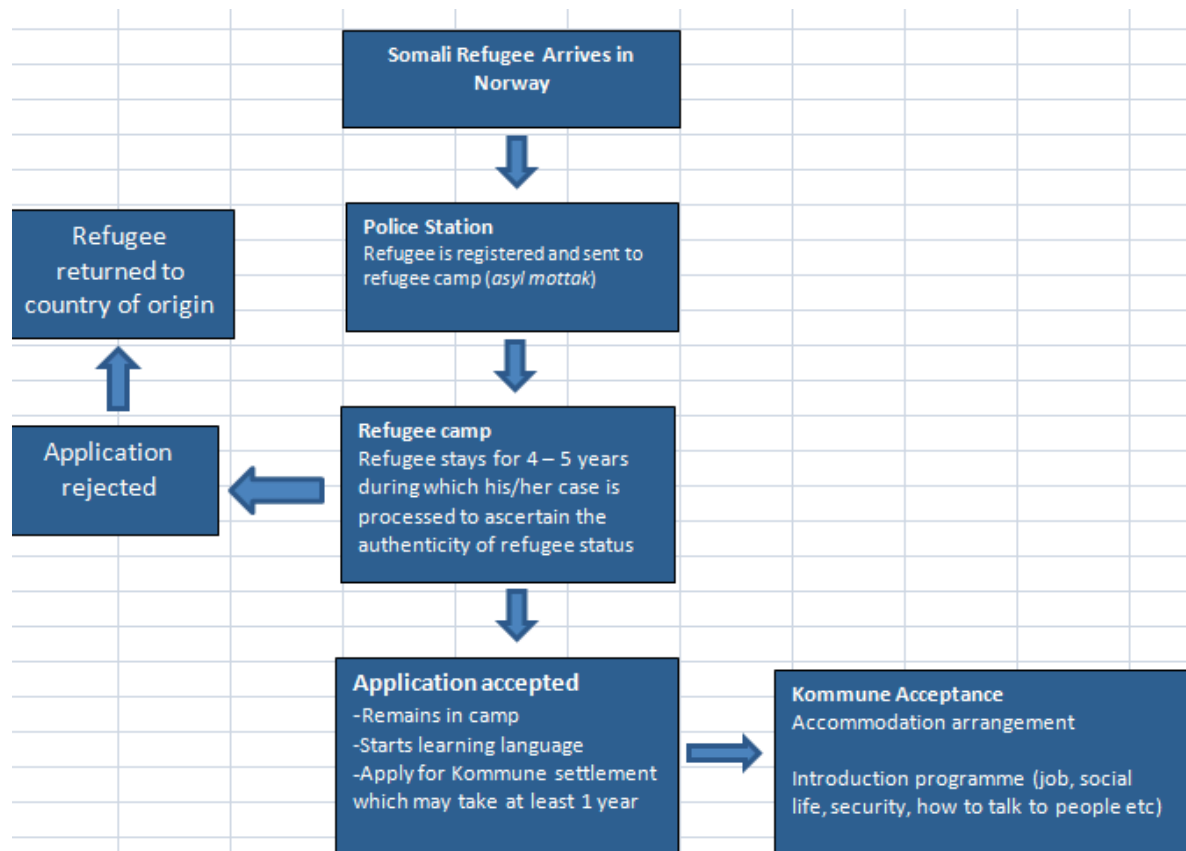 Somali Refugee Arrives in
Norway
Police Station
Refugee is registered and sent to
refugee camp (asyl mottak)
Refugee
returned to
country of origin
Refugee camp
Refugee stays for 4 – 5 years
during which his/her case is
processed to ascertain the
authenticity of refugee status
Application
rejected
Application accepted
-Remains in camp
-Starts learning language
-Apply for Kommune settlement
which may take at least 1 year
Kommune Acceptance
Accommodation arrangement
Introduction programme (job, social
life, security, how to talk to people etc)